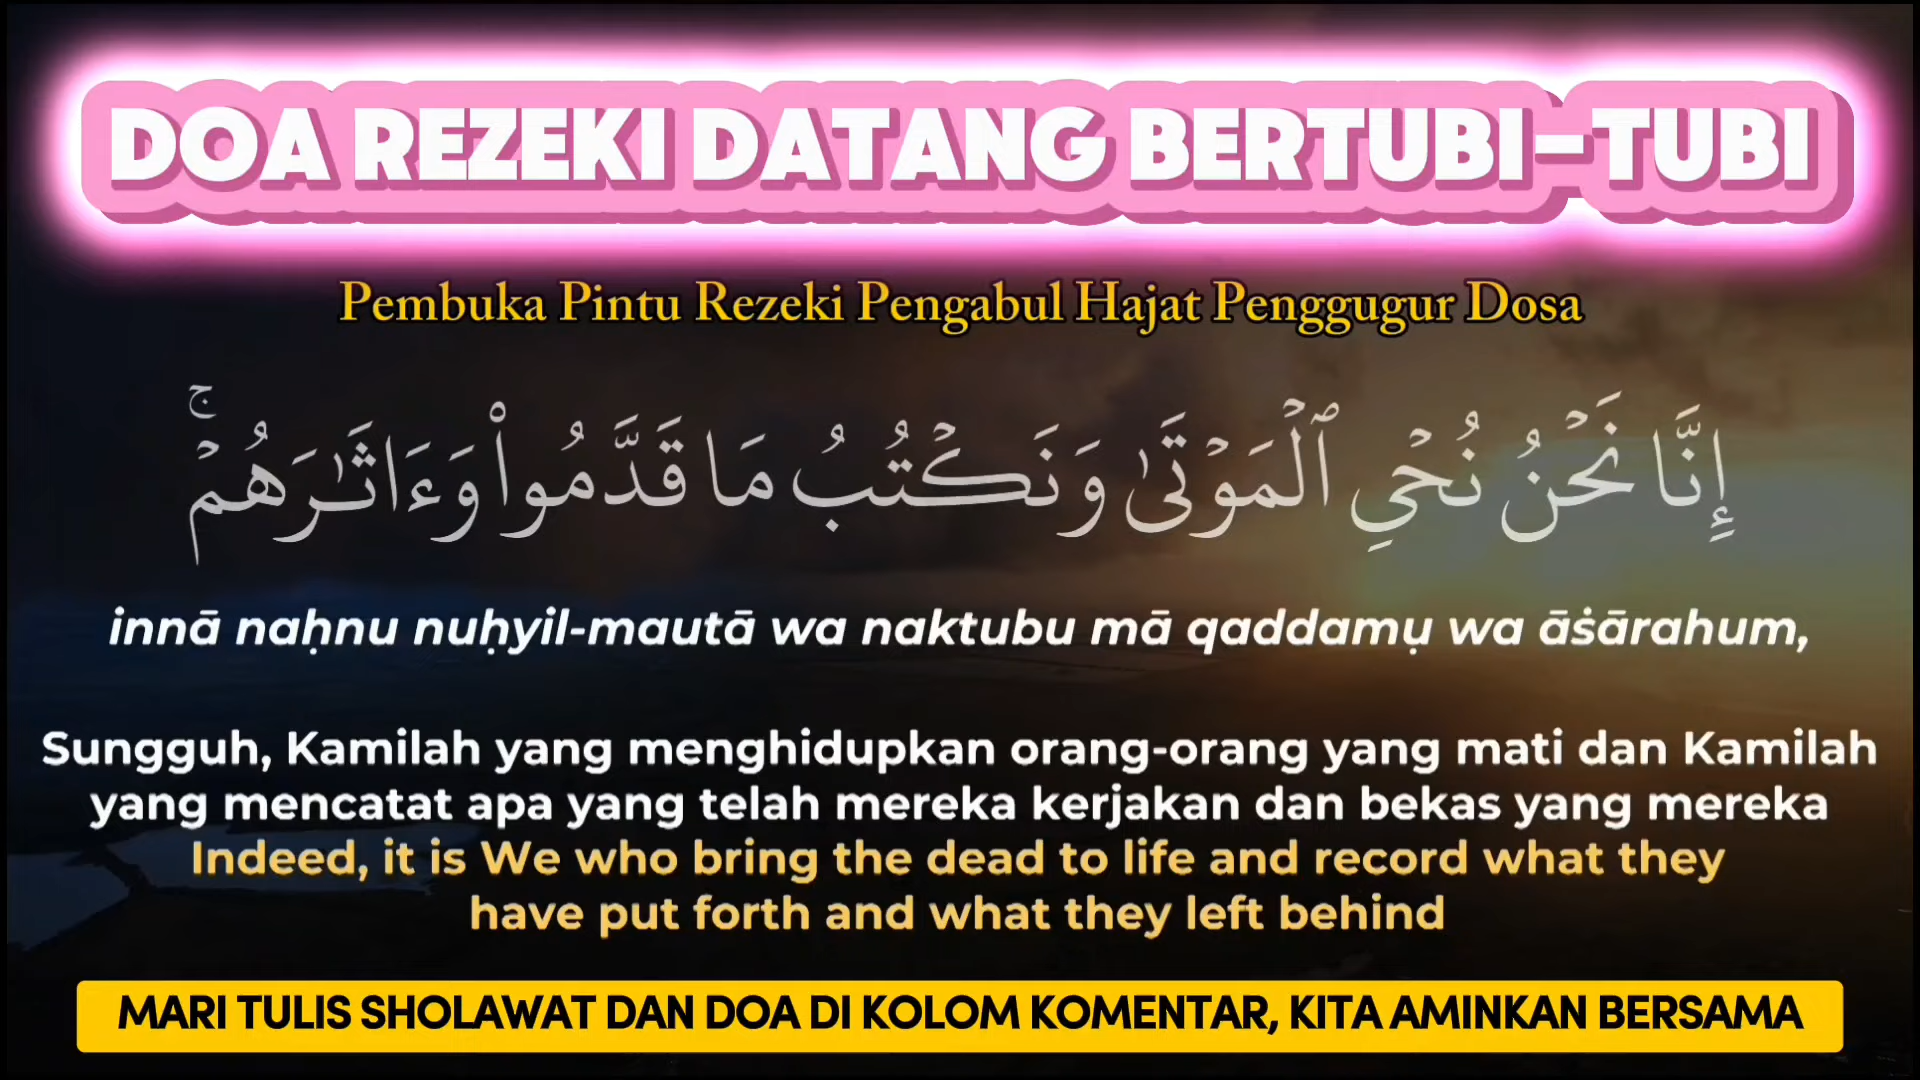 DOA REZEKI DATANG BERTUBI-TUBI
Pembuka Pintu Rezeki Pengabul Hajat Penggugur Dosa
إِنَّا نَحْنُ نُحْىِ ٱلْمَوْتَىٰ وَنَكْتُبُ مَا قَدَّمُوا۟ وَءَاثَـٰرَهُمْ ۚ
innā naḥnu nuḥyil-mautā wa naktubu mā qaddamụ wa āṡārahum,
Sungguh, Kamilah yang menghidupkan orang-orang yang mati dan Kamilah
yang mencatat apa yang telah mereka kerjakan dan bekas yang mereka
Indeed, it is We who bring the dead to life and record what they
have put forth and what they left behind
MARI TULIS SHOLAWAT DAN DOA DI KOLOM KOMENTAR, KITA AMINKAN BERSAMA